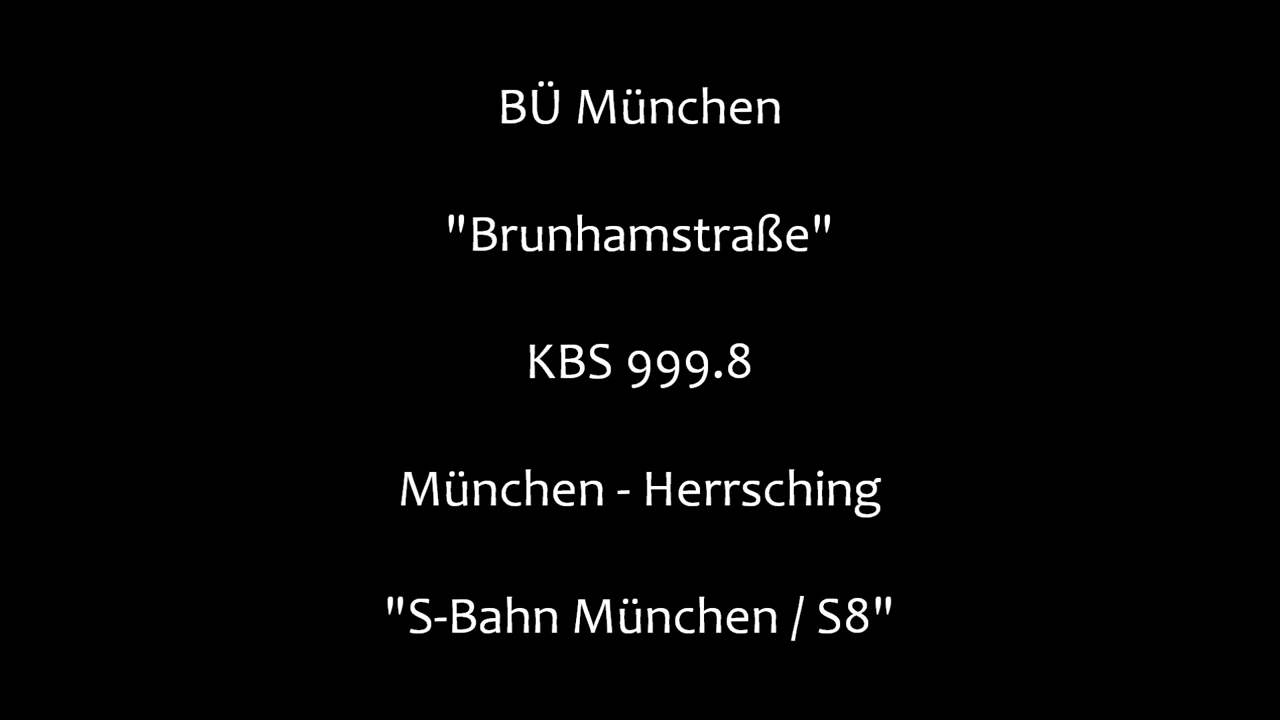 BÜ München
"Brunhamstraße"
KBS 999.8
München - Herrsching
"S-Bahn München / S8"